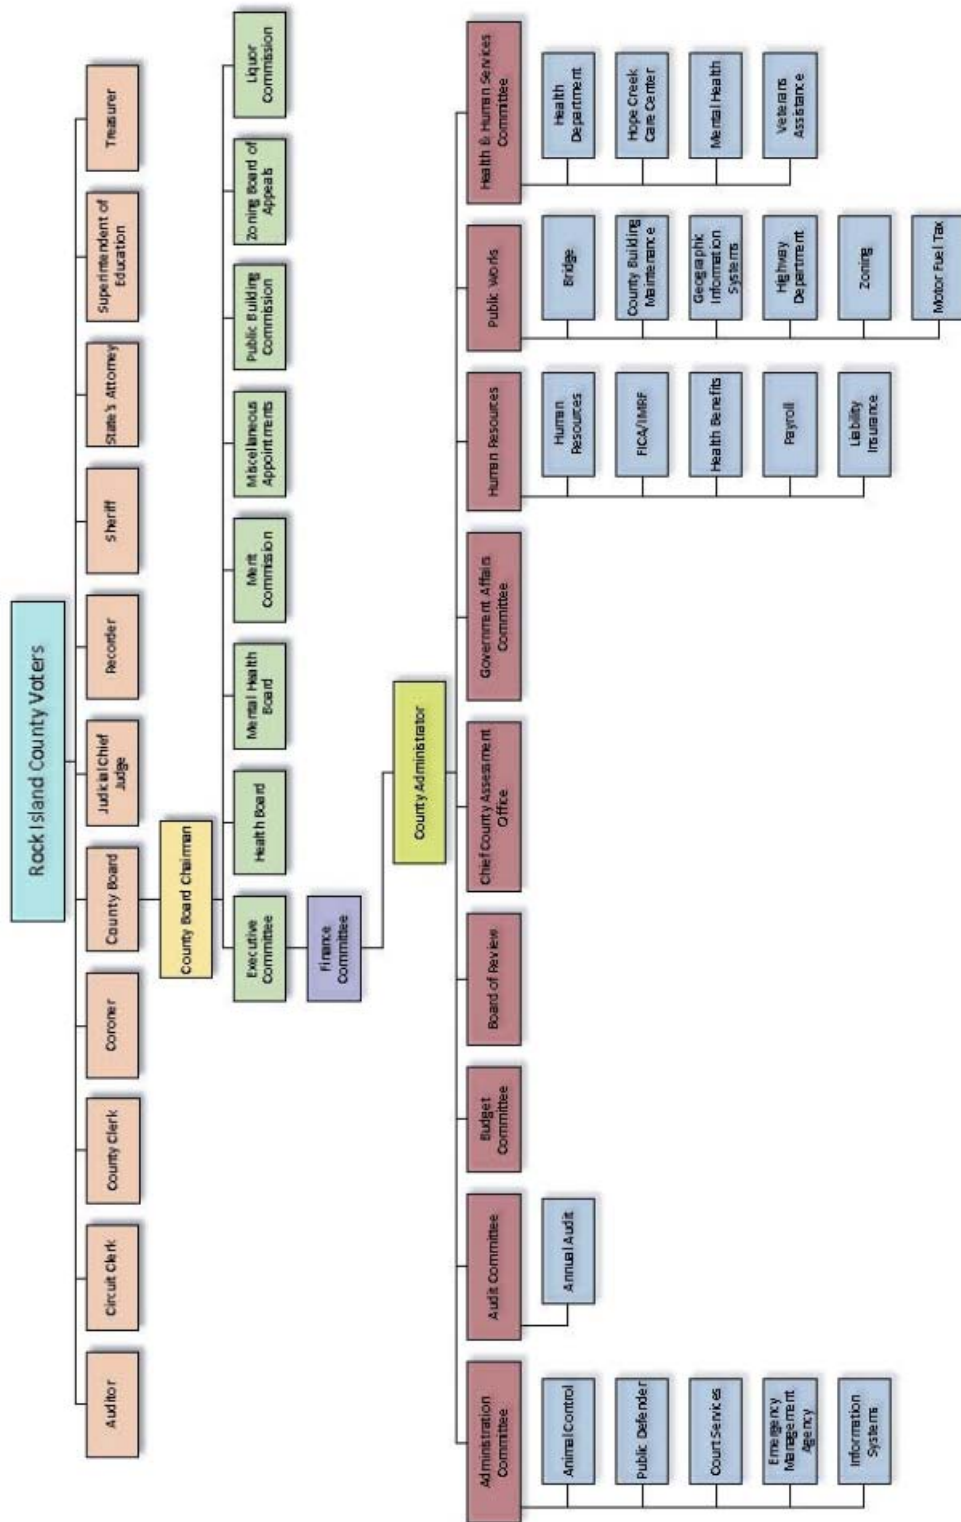 Rock Island County Voters
Auditor
Circuit Clerk
County Clerk
Coroner
County Board
Judicial Chief
Judge
Recorder
Sheriff
State's Attorney
Superintendent of
Education
Treasurer
County Board Chairman
Executive
Committee
Health Board
Mental Health
Board
Merit
Commission
Miscellaneous
Appointments
Public Building
Commission
Zoning Board of
Appeals
Liquor
Commission
Finance
Committee
County Administrator
Administration
Committee
Animal Control
Public Defender
Court Services
Emergency
Management
Agency
Information
Systems
Audit Committee
Annual Audit
Budget
Committee
Board of Review
Chief County Assessment
Office
Government Affairs
Committee
Human Resources
Human
Resources
FICA/IMRF
Health Benefits
Payroll
Liability
Insurance
Public Works
Bridge
County Building
Maintenance
Geographic
Information
Systems
Highway
Department
Zoning
Motor Fuel Tax
Health & Human Services
Committee
Health
Department
Hope Creek
Care Center
Mental Health
Veterans
Assistance